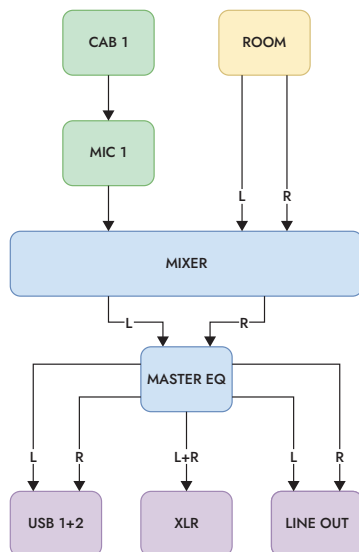 CAB 1
ROOM
MIC 1
L
R
MIXER
L
R
MASTER EQ
L
R
L+R
L
R
USB 1+2
XLR
LINE OUT